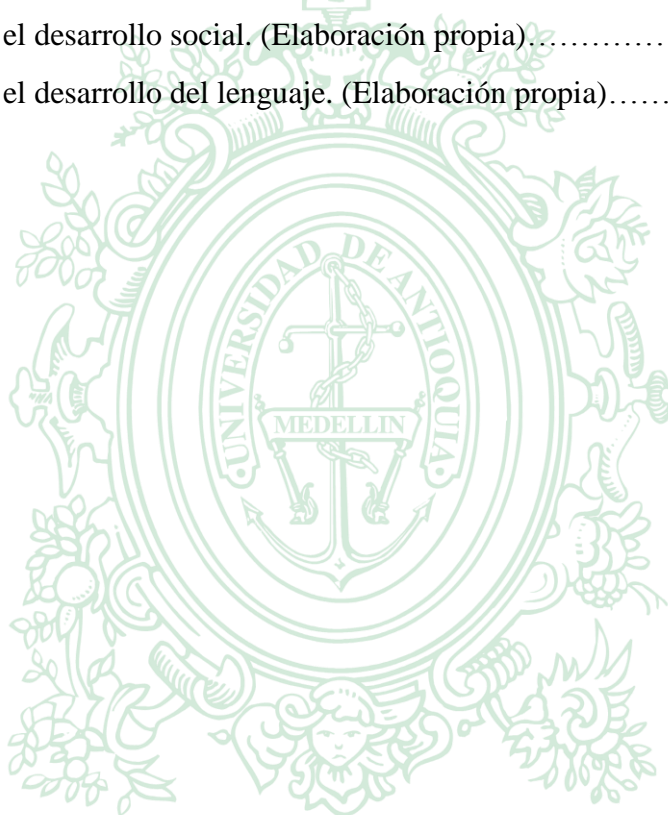 el desarrollo social. (Elaboración propia)………….
el desarrollo del lenguaje. (Elaboración propia)……
UNIVERSIDAD DE ANTIOQUIA
MEDELLIN